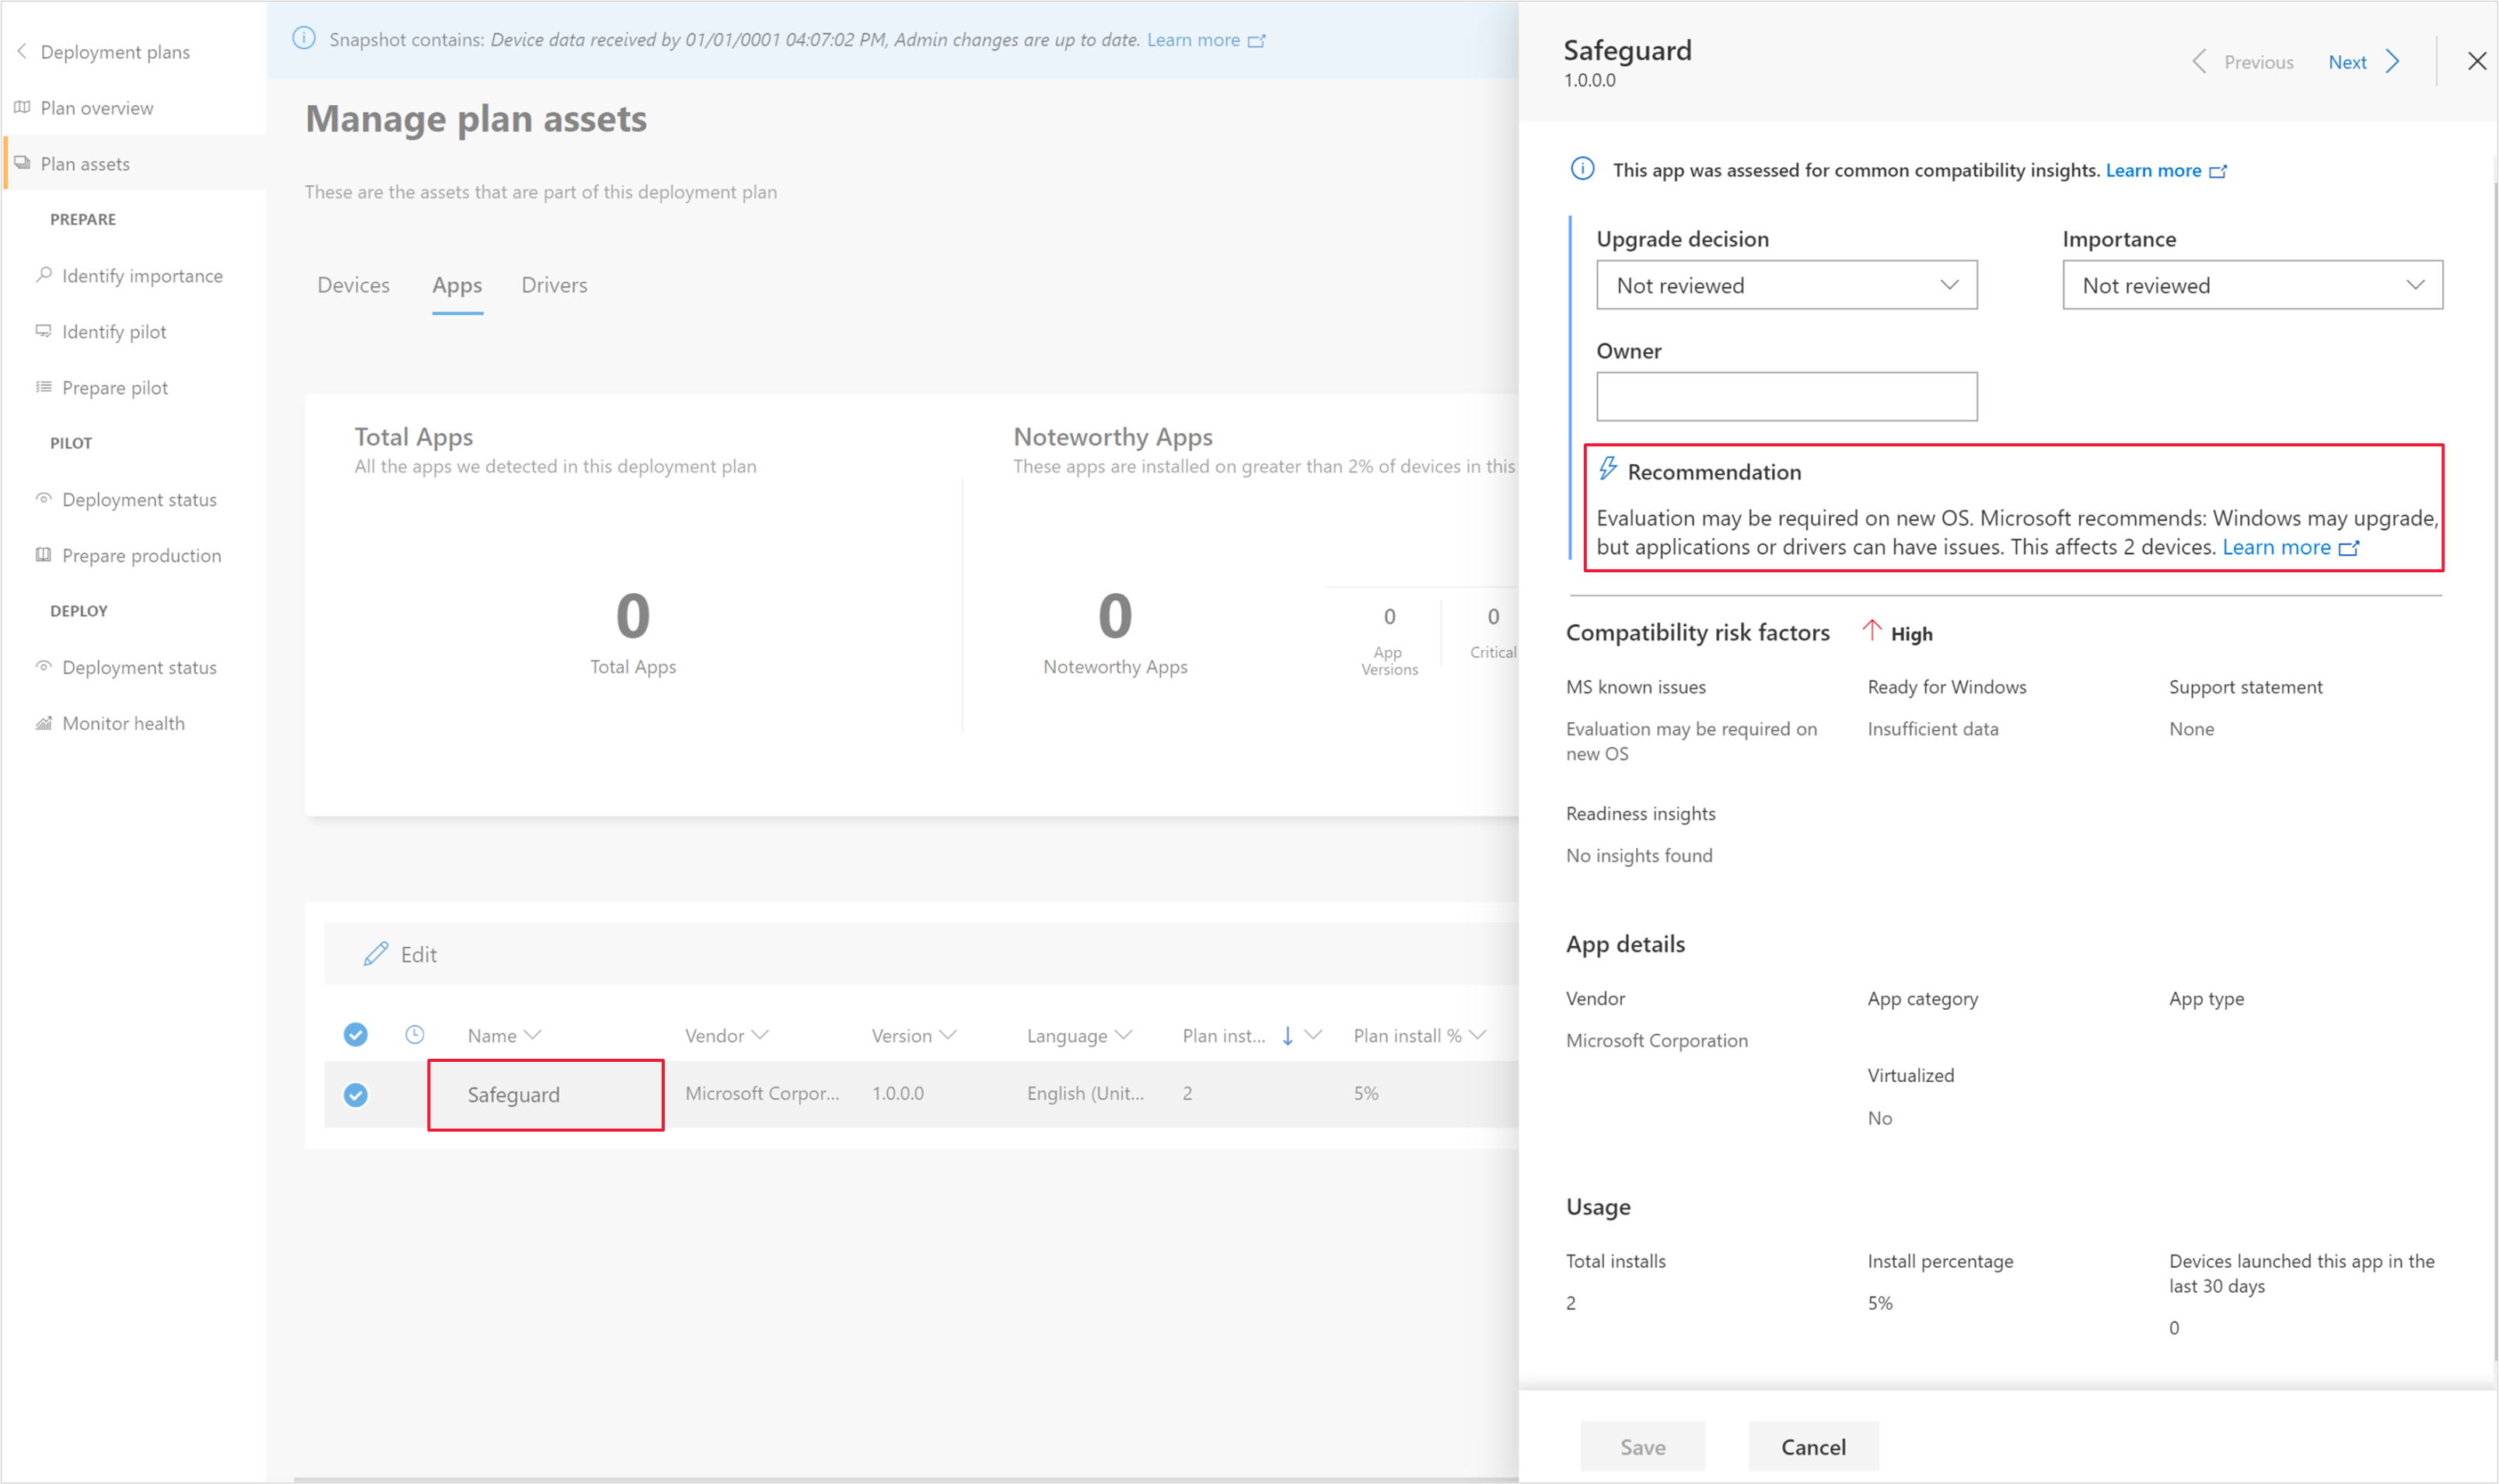 Deployment plans
Plan overview
Plan assets
PREPARE
Identify importance
Identify pilot
Prepare pilot
PILOT
Deployment status
Prepare production
DEPLOY
Deployment status
Monitor health
Snapshot contains: Device data received by 01/01/0001 04:07:02 PM, Admin changes are up to date. Learn more
Manage plan assets
These are the assets that are part of this deployment plan
Devices Apps Drivers
Total Apps
All the apps we detected in this deployment plan
0
Total Apps
Noteworthy Apps
These apps are installed on greater than 2% of devices in this
0
Noteworthy Apps
0
App
Versions
0
Critical
Edit
Name Vendor Version Language Plan inst... Plan install %
Safeguard Microsoft Corpor... 1.0.0.0 English (Unit... 2 5%
Safeguard
1.0.0.0
Previous Next
This app was assessed for common compatibility insights. Learn more
Upgrade decision Importance
Not reviewed Not reviewed
Owner
Recommendation
Evaluation may be required on new OS. Microsoft recommends: Windows may upgrade,
but applications or drivers can have issues. This affects 2 devices. Learn more
Compatibility risk factors High
MS known issues Ready for Windows Support statement
Evaluation may be required on Insufficient data None
new OS
Readiness insights
No insights found
App details
Vendor App category App type
Microsoft Corporation
Virtualized
No
Usage
Total installs Install percentage Devices launched this app in the
last 30 days
2 5%
0
Save Cancel